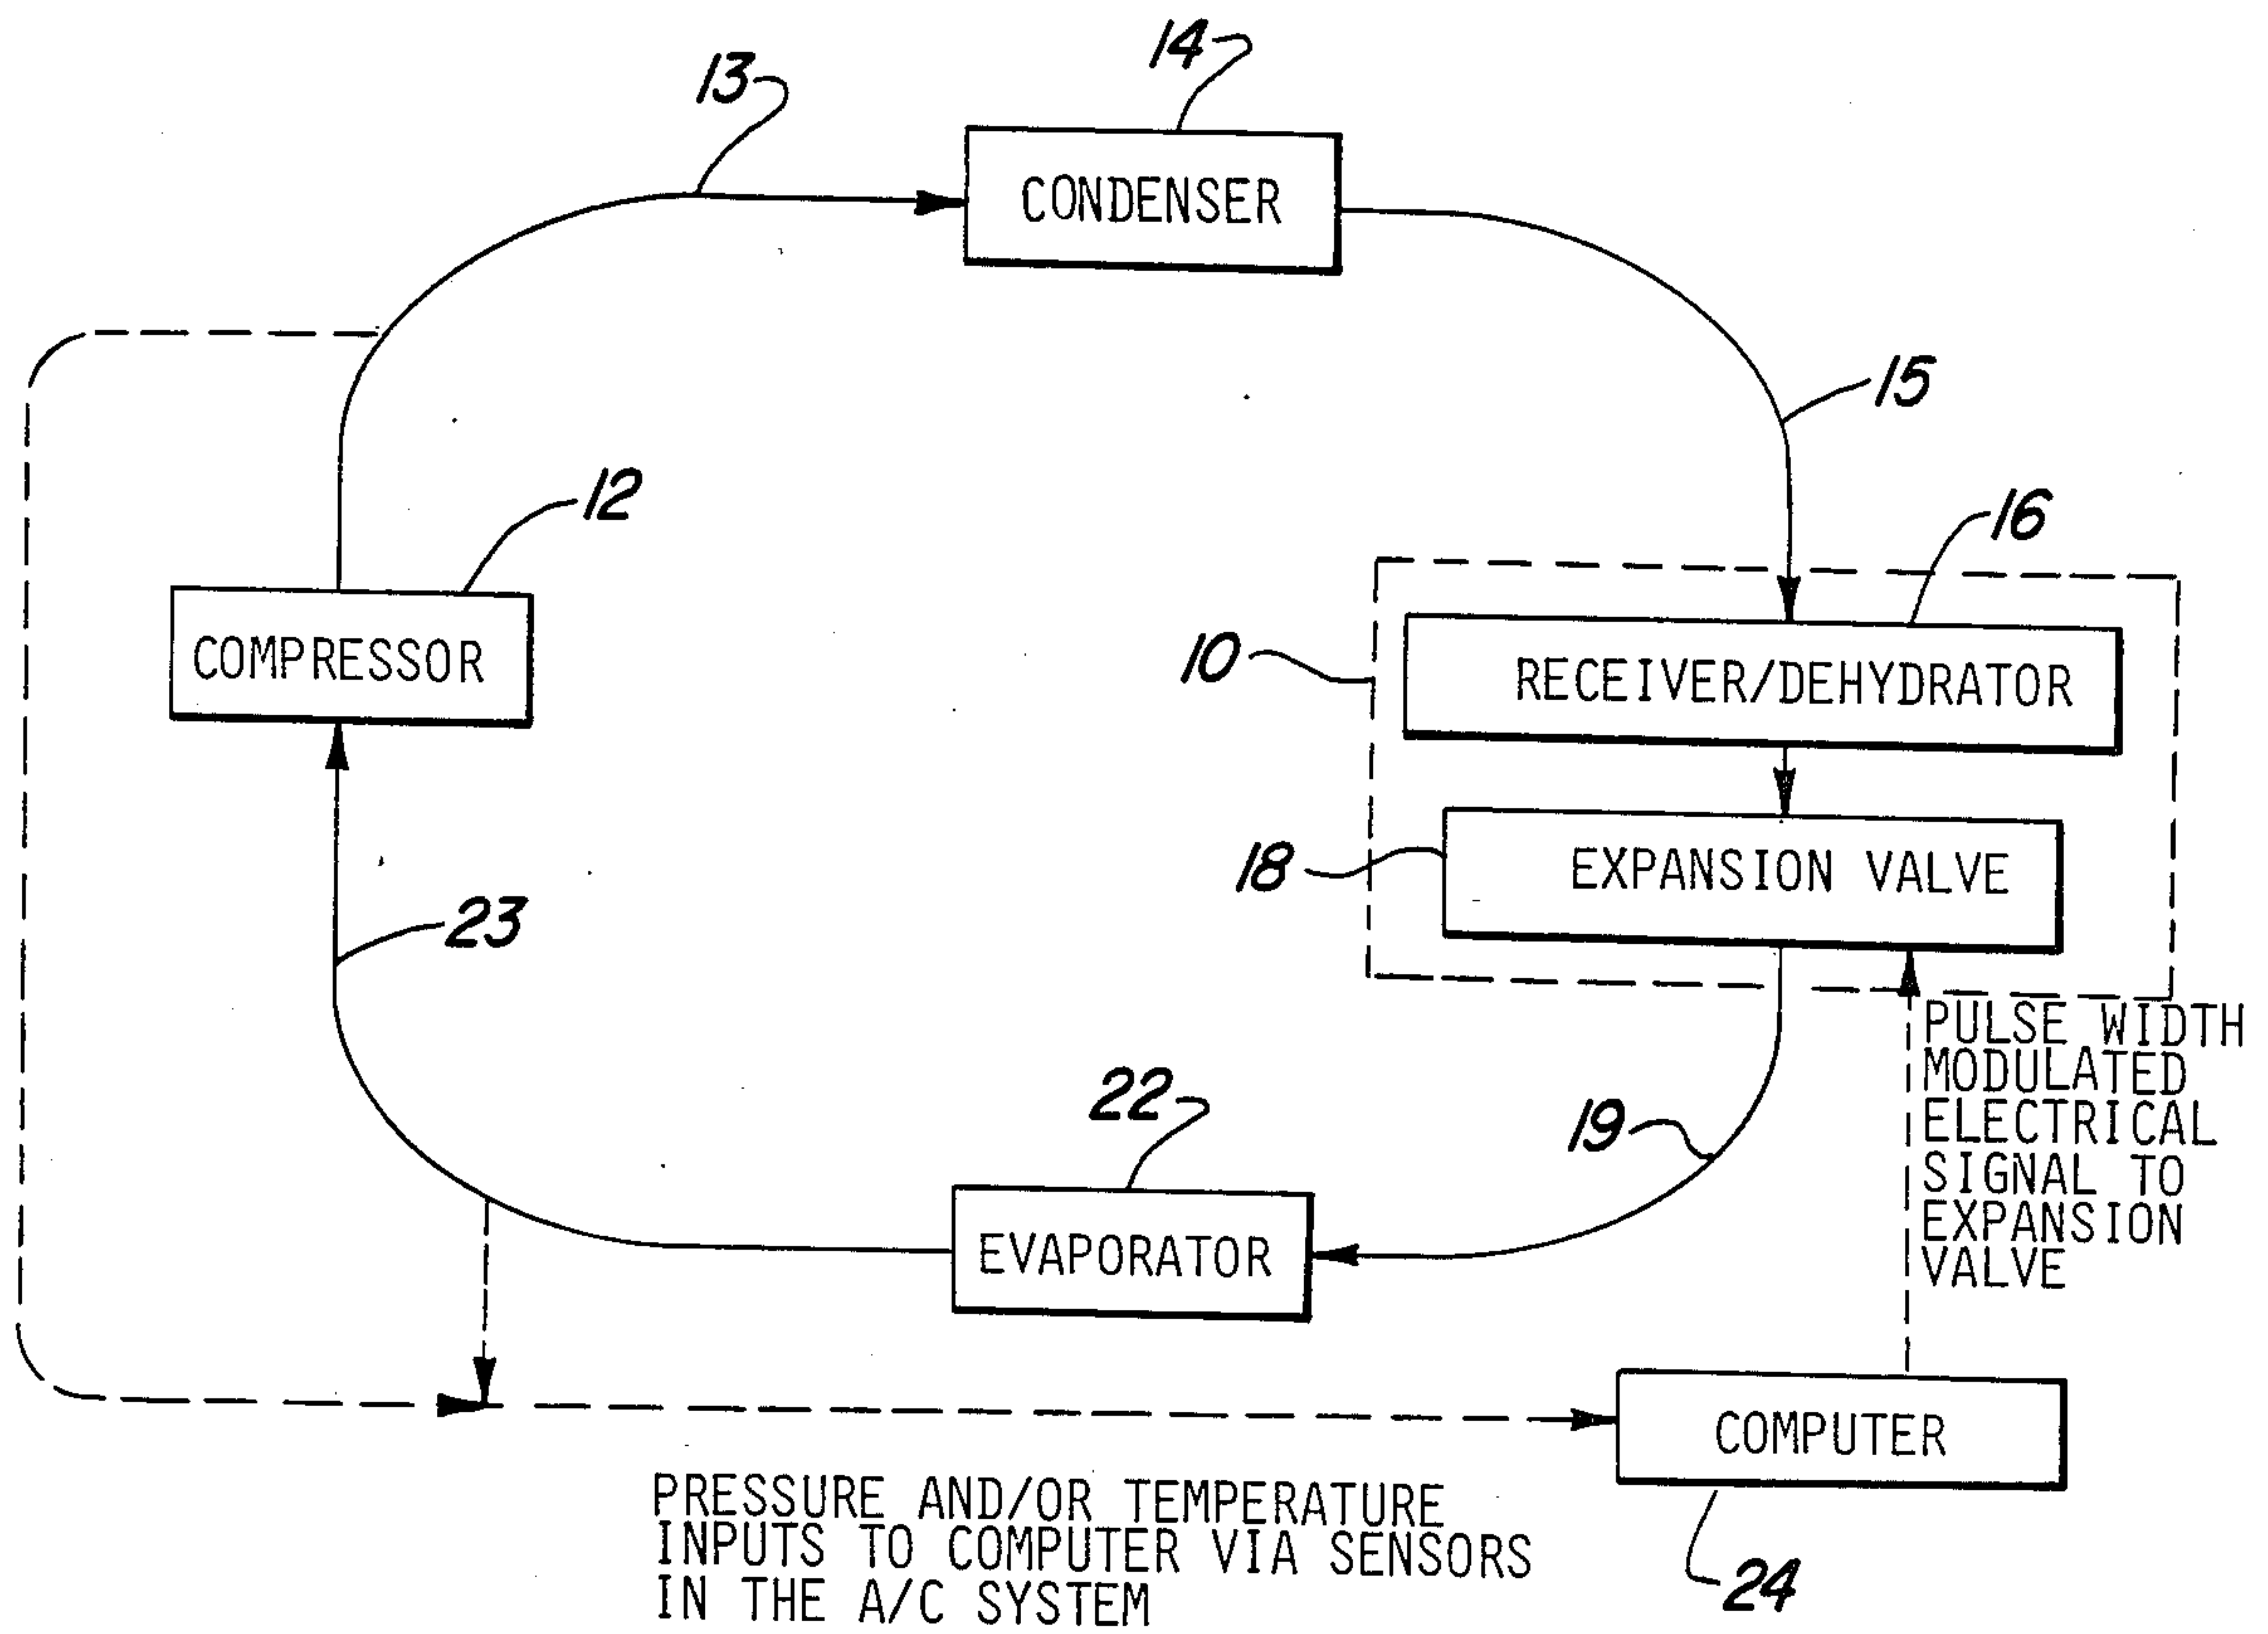 14
13
CONDENSER
15
12
16
COMPRESSOR
10
RECEIVER/DEHYDRATOR
18
EXPANSION VALVE
23
PULSE WIDTH
MODULATED
ELECTRICAL
SIGNAL TO
EXPANSION
VALVE
22
19
EVAPORATOR
COMPUTER
PRESSURE AND/OR TEMPERATURE
INPUTS TO COMPUTER VIA SENSORS
IN THE A/C SYSTEM
24